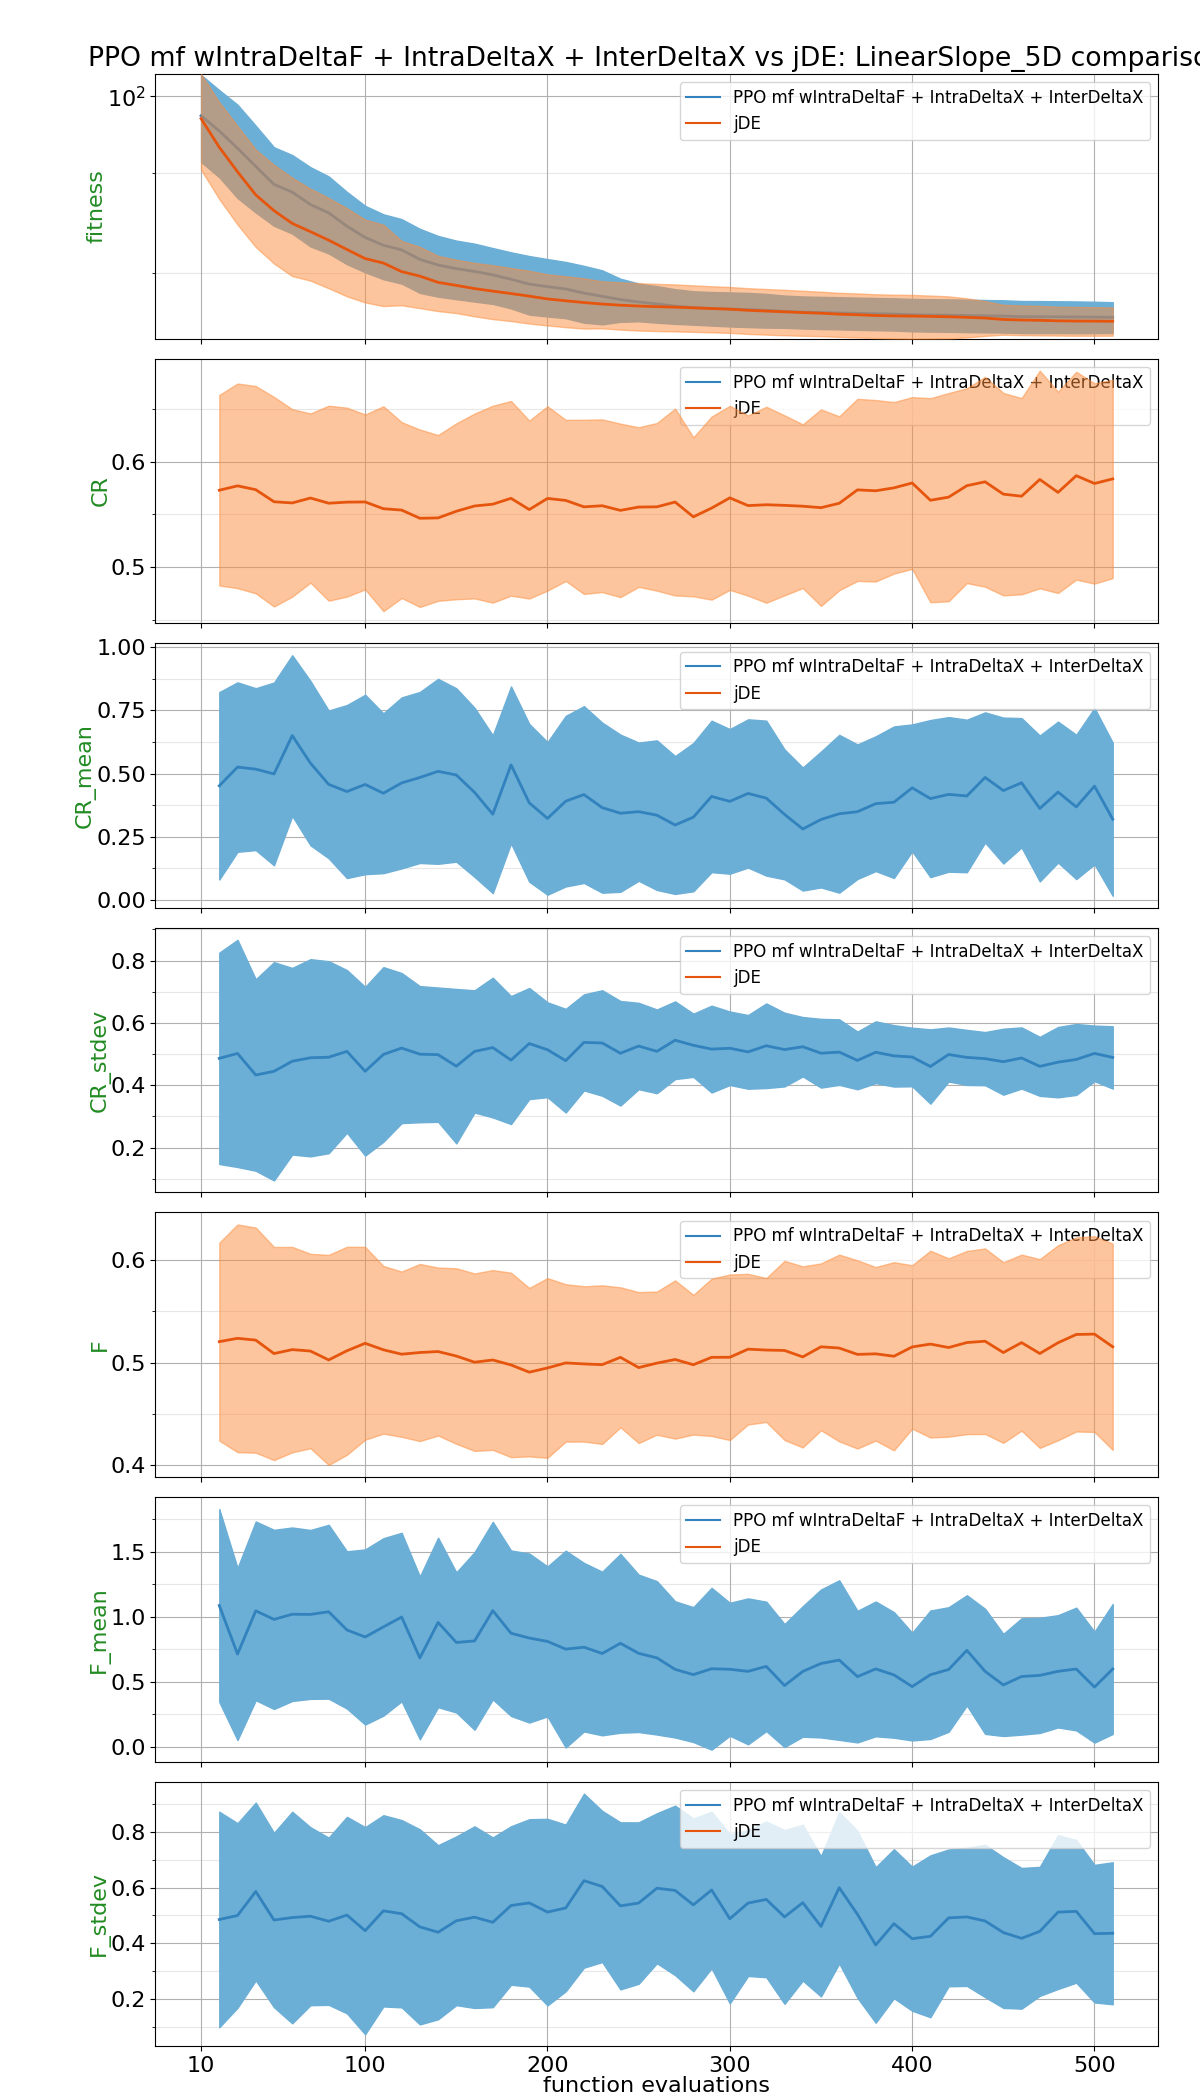 PPO mf wIntraDeltaF + IntraDeltaX + InterDeltaX vs jDE: LinearSlope_5D comparisc
10²
fitness
PPO mf wIntraDeltaF + IntraDeltaX + InterDeltaX
jDE
CR
0.6
0.5
PPO mf wIntraDeltaF + IntraDeltaX + InterDeltaX
jDE
CR_mean
1.00
0.75
0.50
0.25
0.00
PPO mf wIntraDeltaF + IntraDeltaX + InterDeltaX
jDE
CR_stdev
0.8
0.6
0.4
0.2
PPO mf wIntraDeltaF + IntraDeltaX + InterDeltaX
jDE
F
0.6
0.5
0.4
PPO mf wIntraDeltaF + IntraDeltaX + InterDeltaX
jDE
F_mean
1.5
1.0
0.5
0.0
PPO mf wIntraDeltaF + IntraDeltaX + InterDeltaX
jDE
F_stdev
0.8
0.6
0.4
0.2
PPO mf wIntraDeltaF + IntraDeltaX + InterDeltaX
jDE
10 100 200 300 400 500
function evaluations